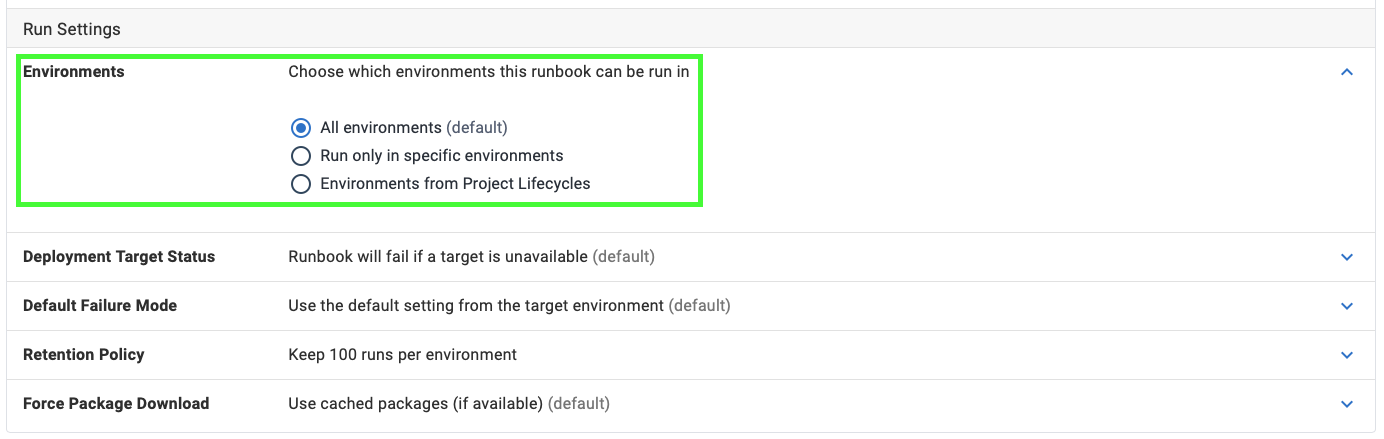 Run Settings
Environments Choose which environments this runbook can be run in
All environments (default)
Run only in specific environments
Environments from Project Lifecycles
Deployment Target Status Runbook will fail if a target is unavailable (default)
Default Failure Mode Use the default setting from the target environment (default)
Retention Policy Keep 100 runs per environment
Force Package Download Use cached packages (if available) (default)